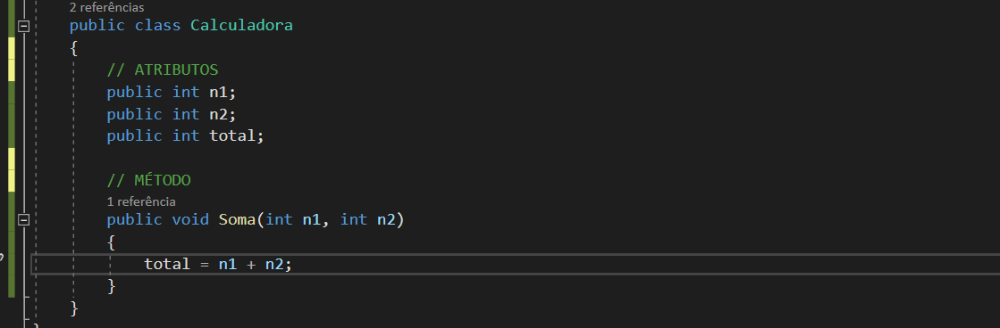 2 referências
public class Calculadora
{
// ATRIBUTOS
public int n1;
public int n2;
public int total;
// MÉTODO
1 referência
public void Soma(int n1, int n2)
{
total = n1 + n2;
}
}
}